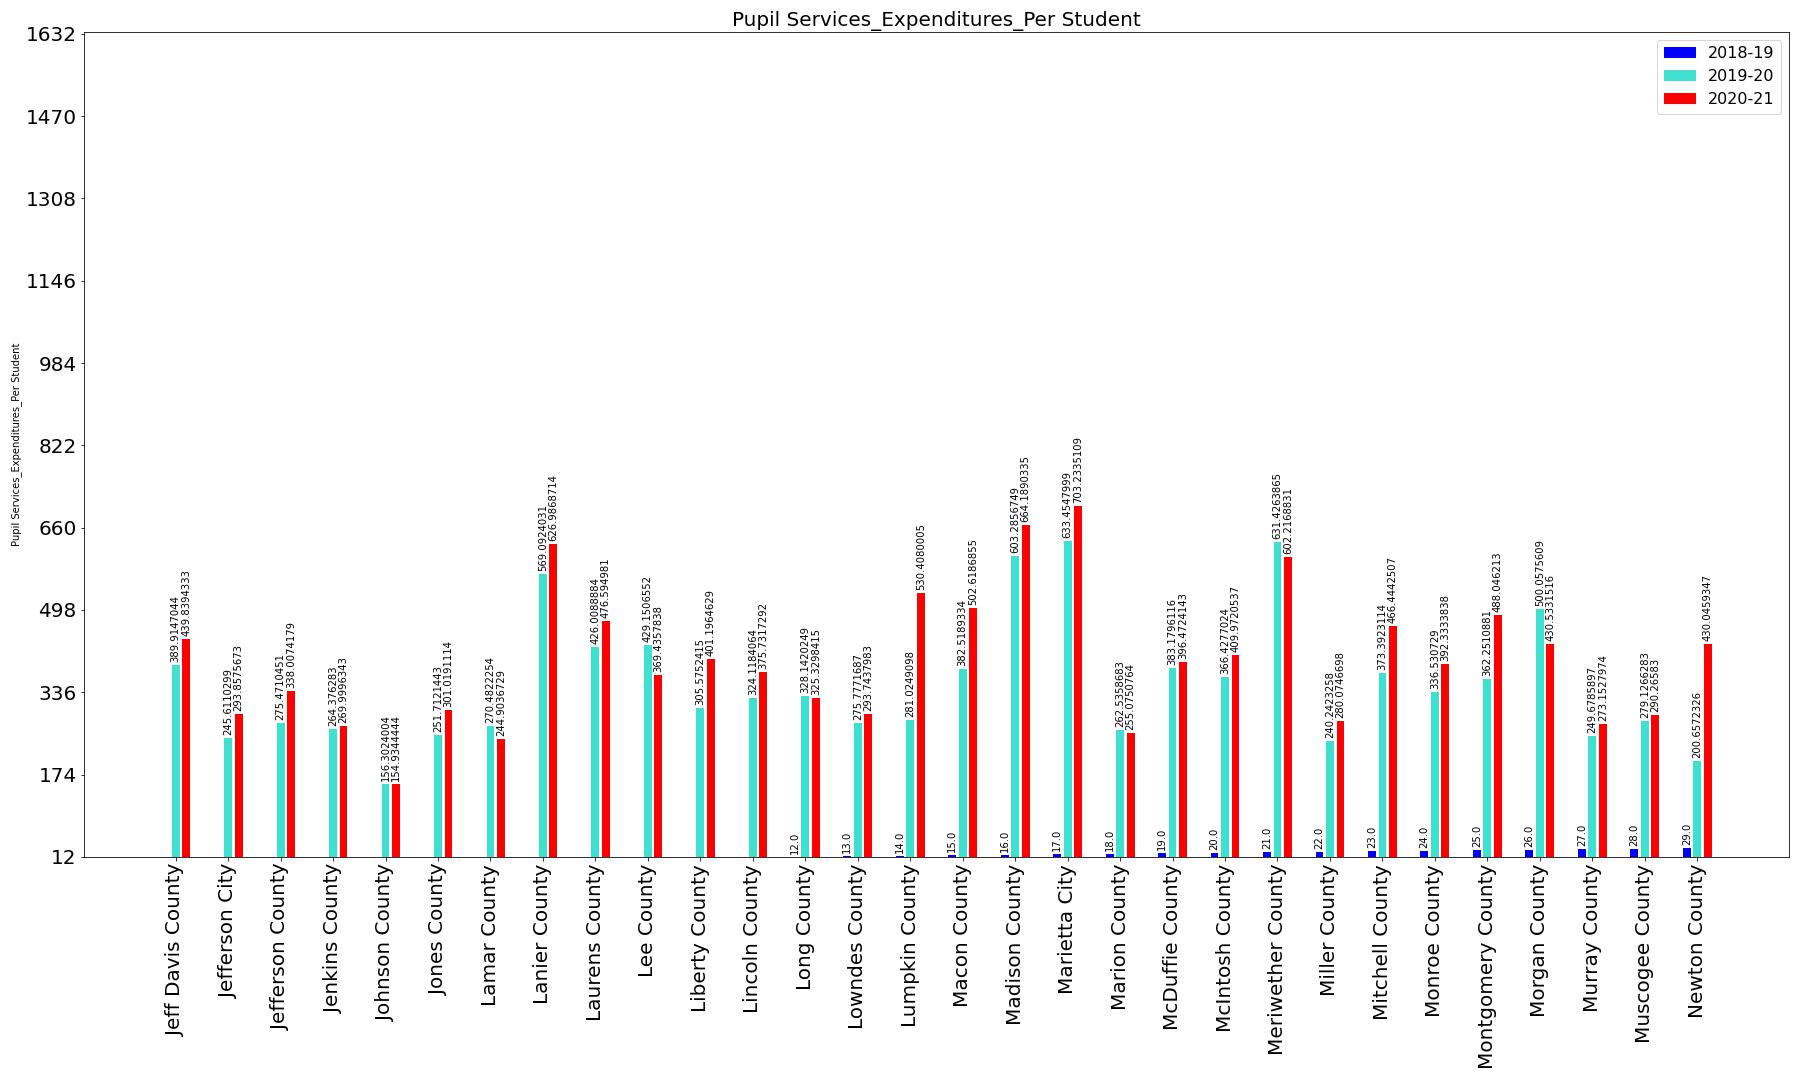 Pupil Services_Expenditures_Per Student
2018-19
2019-20
2020-21
Pupil Services_Expenditures_Per Student
1632
1470
1308
1146
984
822
660
498
336
174
12
389.9147044
439.8394333
245.6110299
293.8575673
275.4710451
338.0074179
264.376283
269.9996343
156.3024004
154.9344444
251.7121443
301.0191114
270.4822254
244.9036729
569.0924031
626.9868714
426.0088884
476.594981
429.1506552
369.4357838
305.5752415
401.1964629
324.1184064
375.7317292
12.0
328.1420249
325.3298415
13.0
275.7771687
293.7437983
14.0
281.0249098
530.4080005
15.0
382.5189334
502.6186855
16.0
603.2856749
664.1890335
17.0
633.4547999
703.2335109
18.0
262.5358683
255.0750764
19.0
383.1796116
396.4724143
20.0
366.4277024
409.9720537
21.0
631.4263865
602.2168831
22.0
240.2423258
280.0746698
23.0
373.3923114
466.4442507
24.0
336.530729
392.3333838
25.0
362.2510881
488.046213
26.0
500.0575609
430.5331516
27.0
249.6785897
273.1527974
28.0
279.1266283
290.26583
29.0
200.6572326
430.0459347
Jeff Davis County
Jefferson City
Jefferson County
Jenkins County
Johnson County
Jones County
Lamar County
Lanier County
Laurens County
Lee County
Liberty County
Lincoln County
Long County
Lowndes County
Lumpkin County
Macon County
Madison County
Marietta City
Marion County
McDuffie County
McIntosh County
Meriwether County
Miller County
Mitchell County
Monroe County
Montgomery County
Morgan County
Murray County
Muscogee County
Newton County